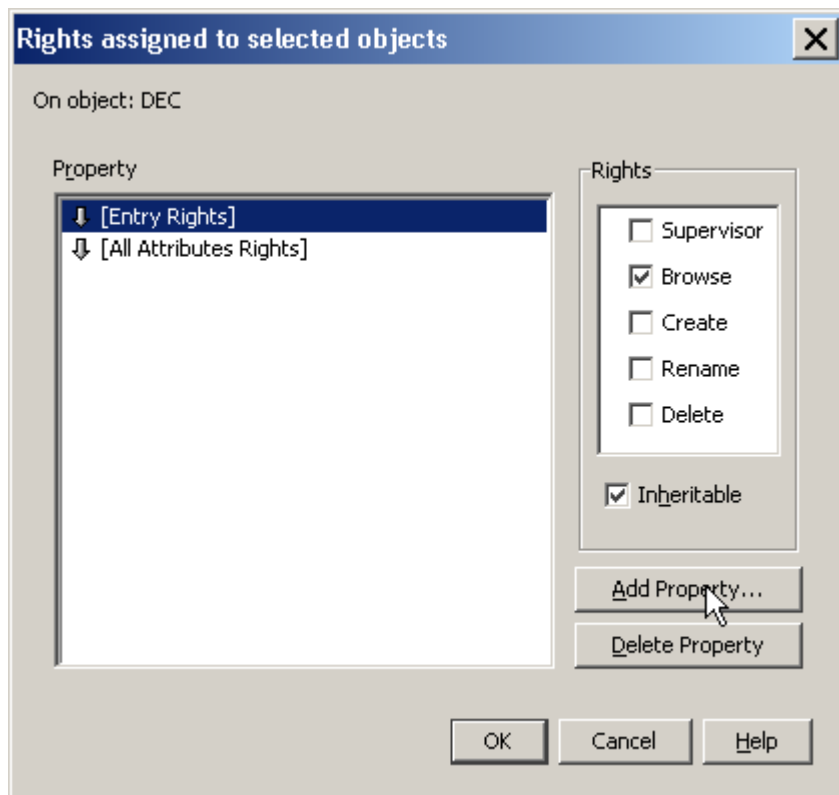 Rights assigned to selected objects
On object: DEC
Property
[Entry Rights]
[All Attributes Rights]
Rights
Supervisor
Browse
Create
Rename
Delete
Inheritable
Add Property...
Delete Property
OK
Cancel
Help